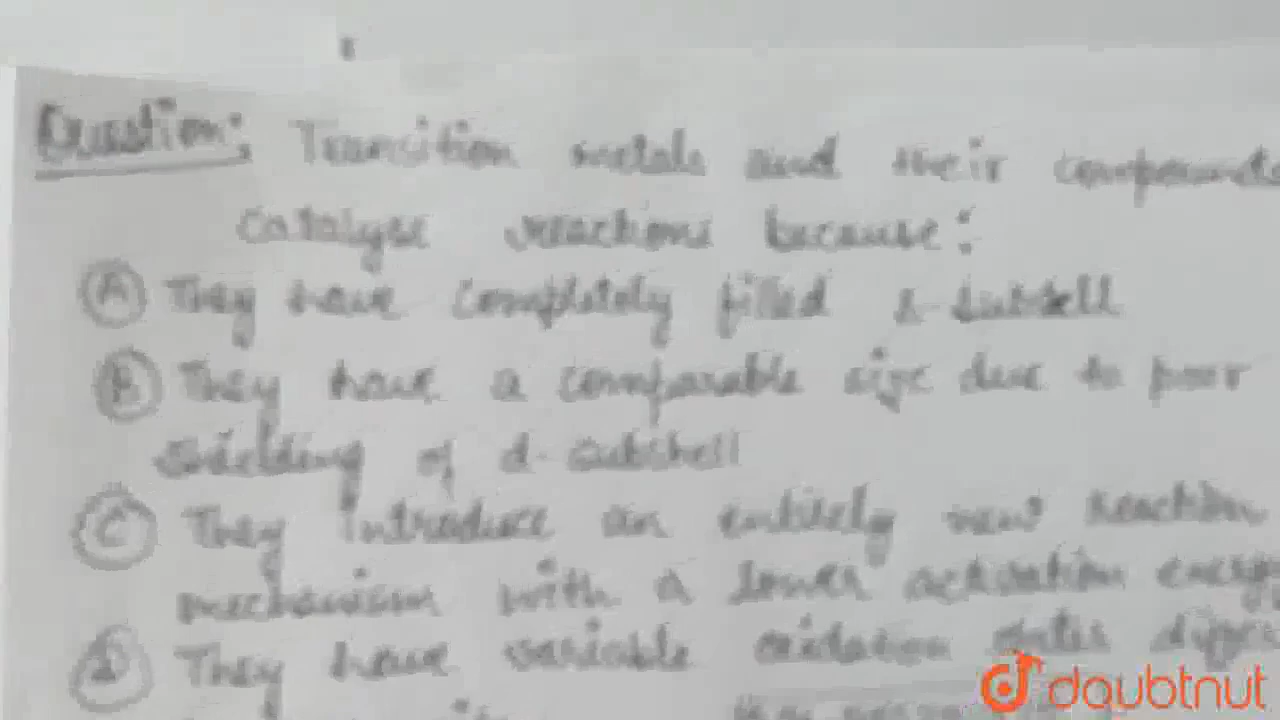 Question: Transition metals and their compounds
catalyse reactions because:
(A) They have completely filled s-subshell
(B) They have a comparable size due to poor
shielding of d-subshell
(C) They introduce an entirely new reaction
mechanism with a lower activation energy
(D) They have variable oxidation states
doubtnut